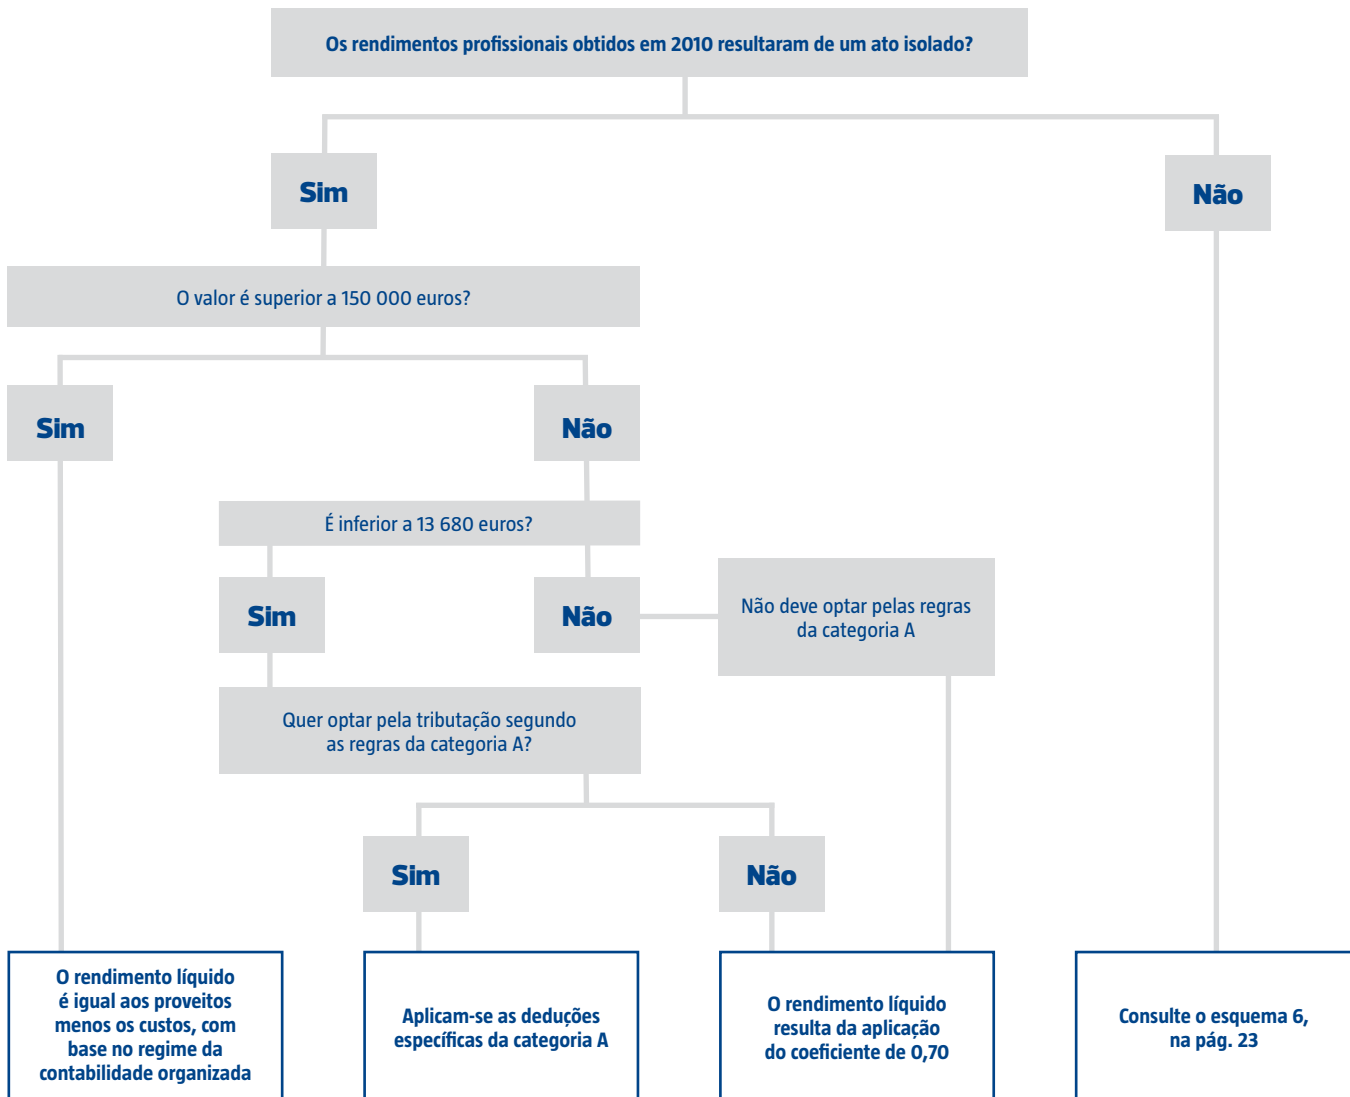 Os rendimentos profissionais obtidos em 2010 resultaram de um ato isolado?
Sim
Não
O valor é superior a 150 000 euros?
Sim
Não
É inferior a 13 680 euros?
Sim
Não
Não deve optar pelas regras
da categoria A
Quer optar pela tributação segundo
as regras da categoria A?
Sim
Não
O rendimento líquido
é igual aos proveitos
menos os custos, com
base no regime da
contabilidade organizada
Aplicam-se as deduções
específicas da categoria A
O rendimento líquido
resulta da aplicação
do coeficiente de 0,70
Consulte o esquema 6,
na pág. 23